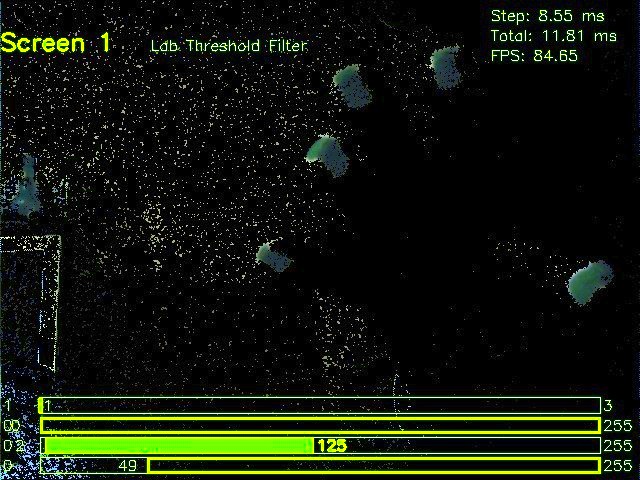 Step: 8.55 ms
Screen 1 Lab Threshold Filter
Total: 11.81 ms
FPS: 84.65
1 1 3
255
125 255
49 255